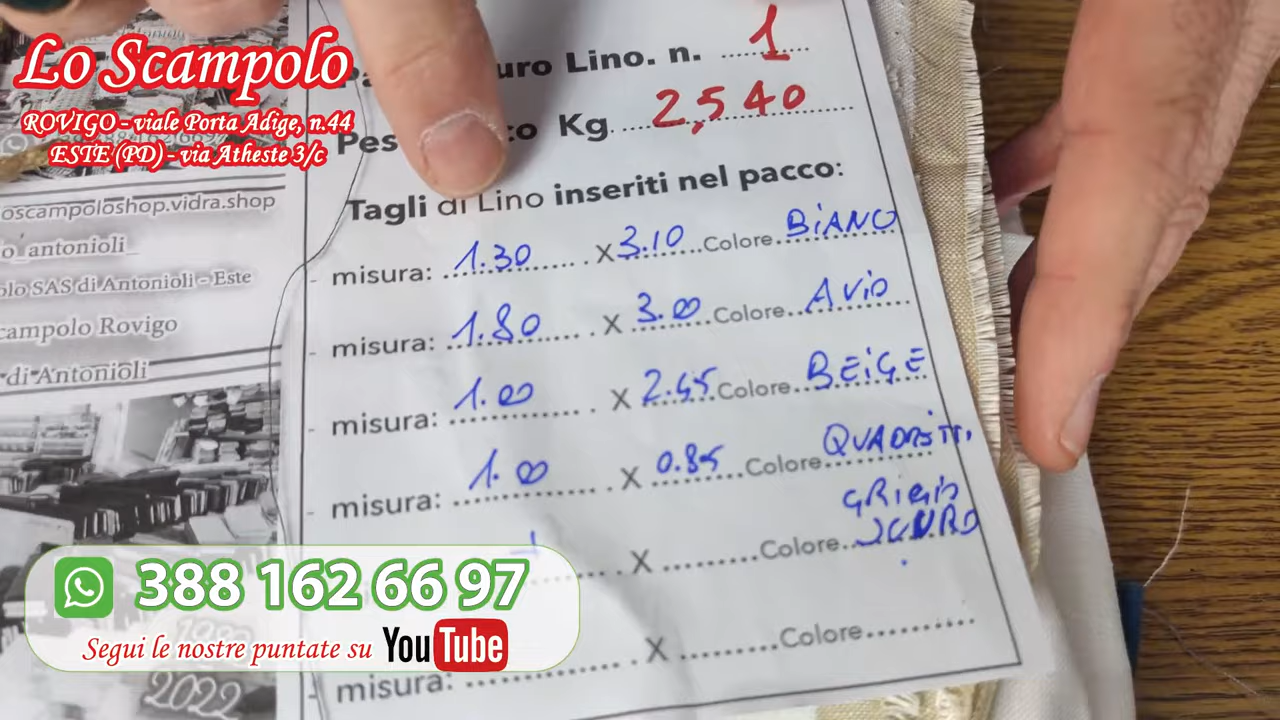 Lo Scampolo
ROVIGO - viale Porta Adige, n.44
ESTE (PD) - via Atheste 3/c
oscampoloshop.vidra.shop
o_antonioli_
olo SAS di Antonioli - Este
campolo Rovigo
di Antonioli
2022
uro Lino. n. 1
Pes co Kg 2,540
Tagli di Lino inseriti nel pacco:
- misura: 1.30 X 3.10 Colore BiANO
- misura: 1.80 X 3.00 Colore AViO
- misura: 1.00 X 2.45 Colore BEiGE
- misura: 1.00 X 0.85 Colore QUADRETTi
GRiGiO
SCURO
X Colore
- misura: X Colore
388 162 66 97
Segui le nostre puntate su YouTube